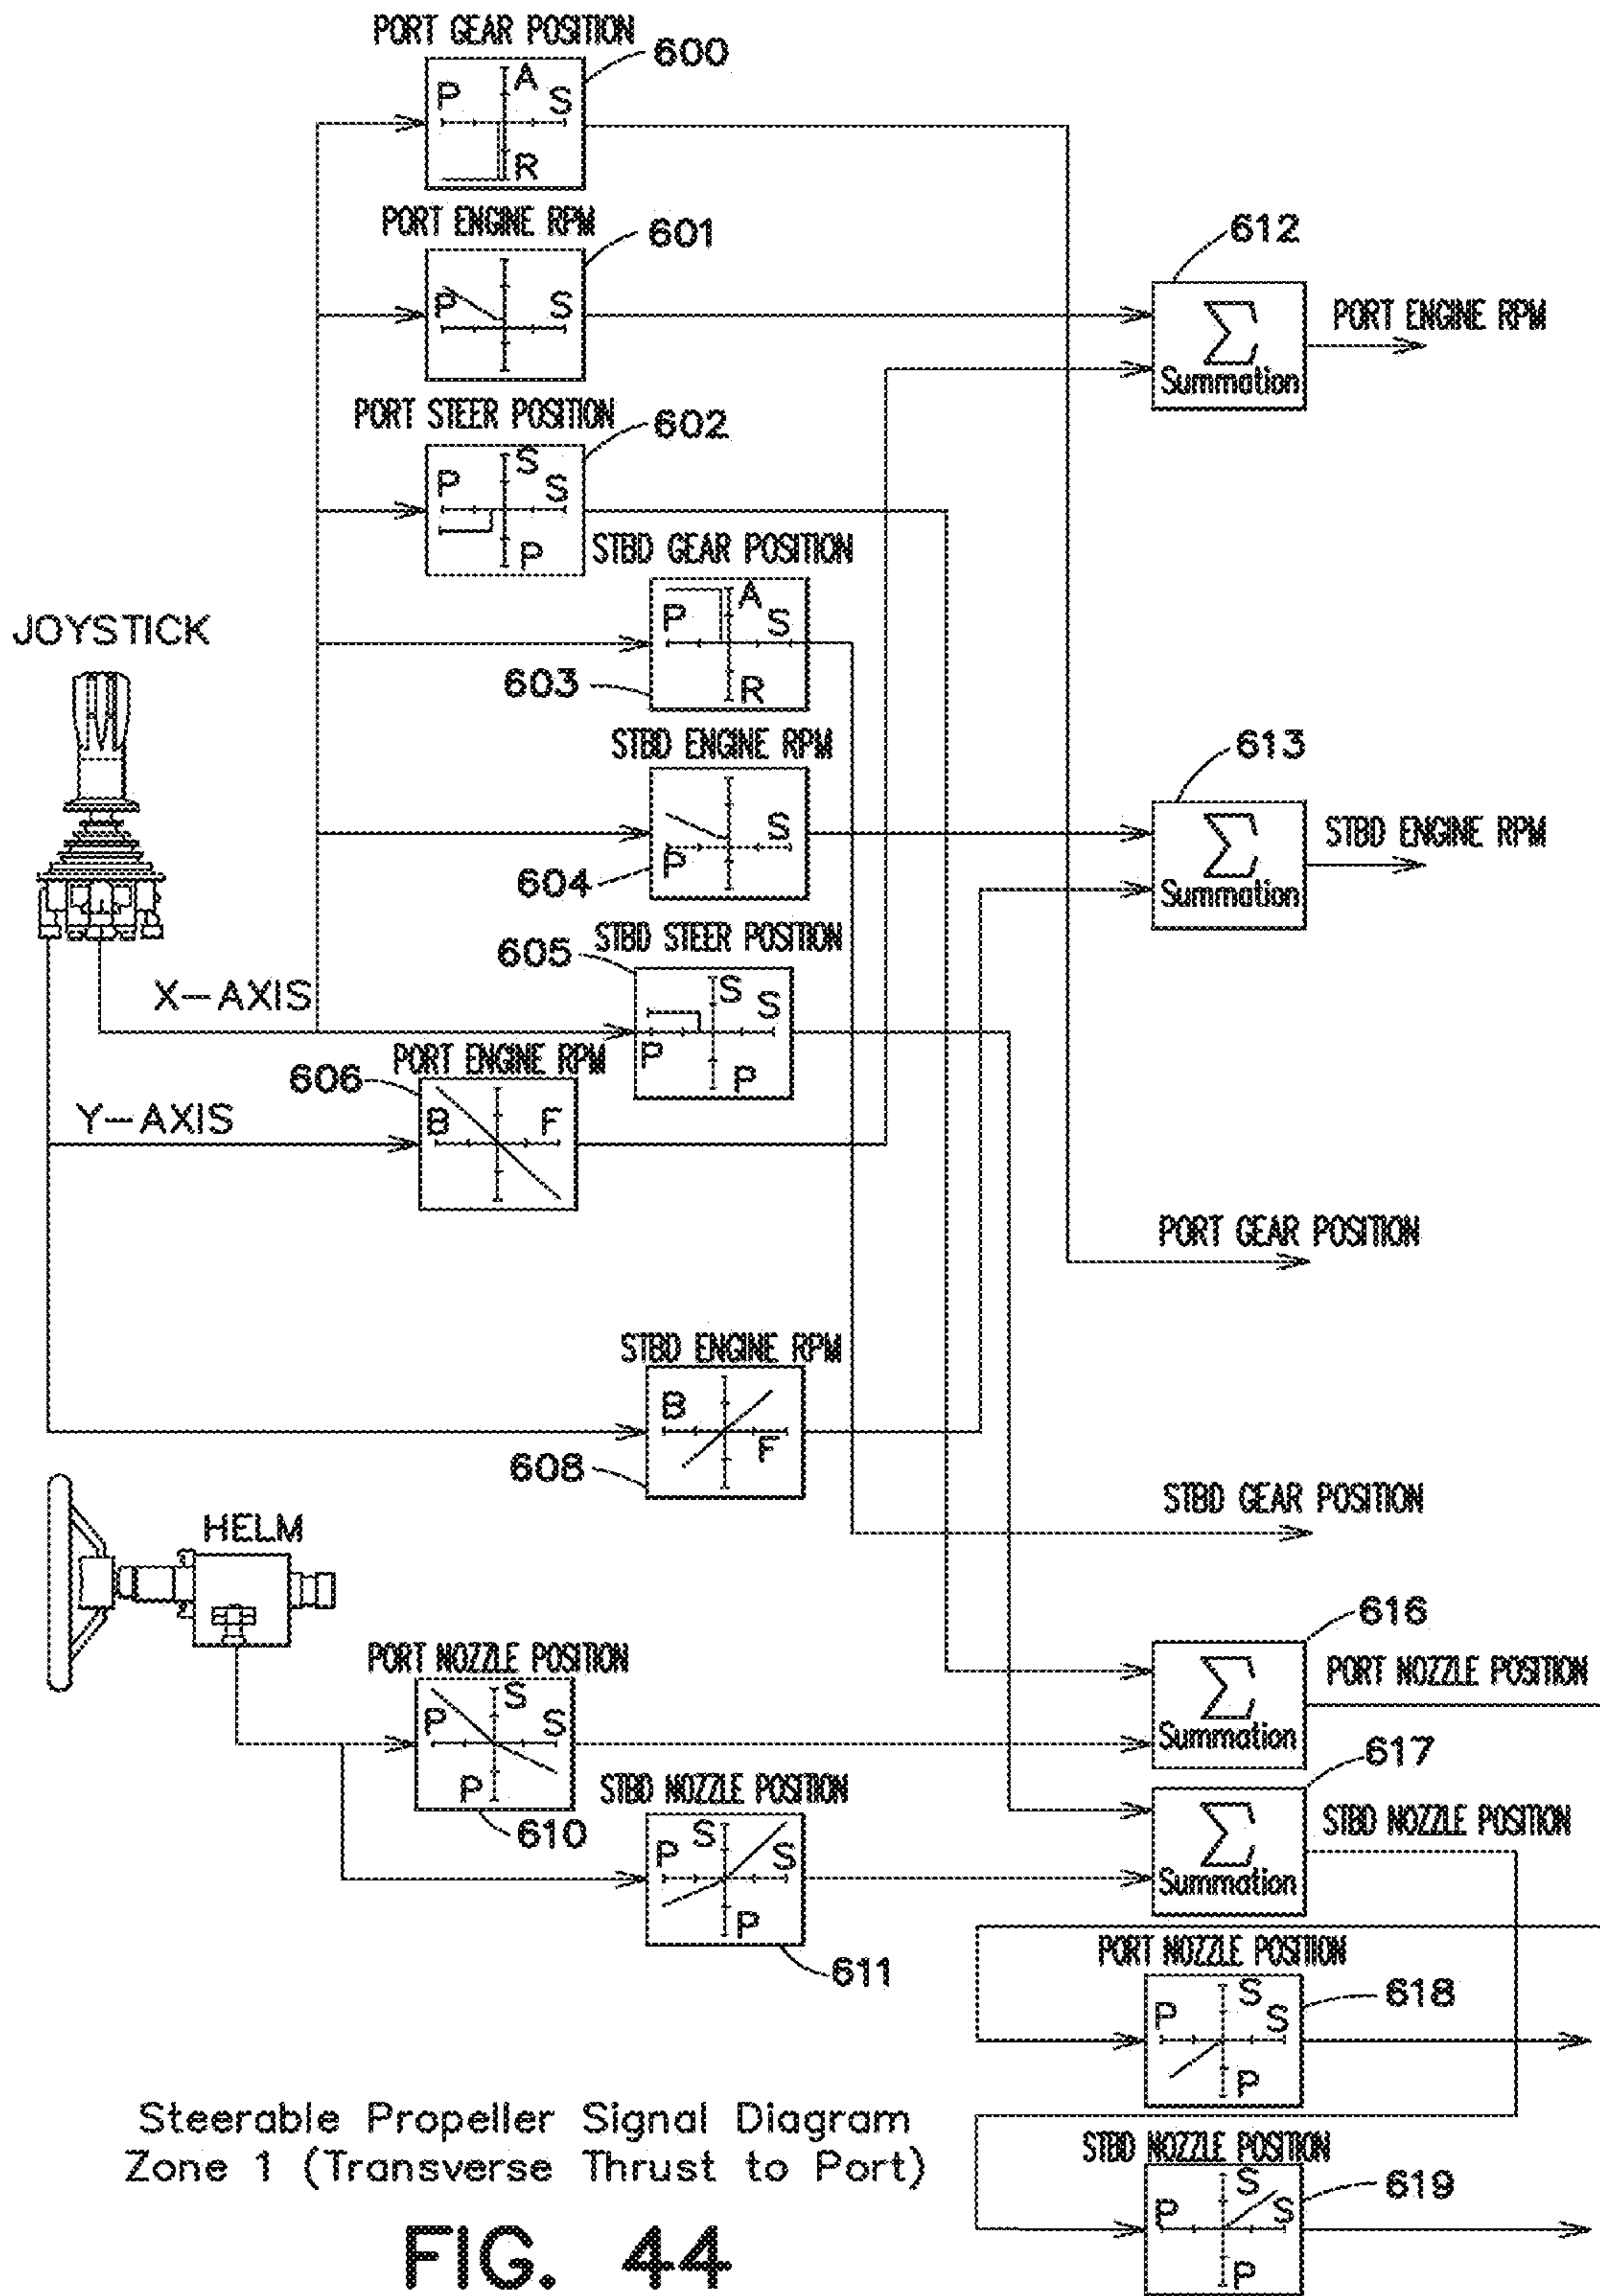 PORT GEAR POSITION
600
P A S
R
PORT ENGINE RPM
601
P S
612
Σ
Summation
PORT ENGINE RPM
PORT STEER POSITION
602
P S S
P
STBD GEAR POSITION
P A S
R
603
JOYSTICK
STBD ENGINE RPM
P S
604
613
Σ
Summation
STBD ENGINE RPM
STBD STEER POSITION
605
S S
P P
X-AXIS
PORT ENGINE RPM
606
B F
Y-AXIS
PORT GEAR POSITION
STBD ENGINE RPM
B F
608
STBD GEAR POSITION
HELM
616
Σ
Summation
PORT NOZZLE POSITION
PORT NOZZLE POSITION
P S S
P
610
617
Σ
Summation
STBD NOZZLE POSITION
STBD NOZZLE POSITION
P S S
P
611
PORT NOZZLE POSITION
618
P S S
P
STBD NOZZLE POSITION
619
P S S
P
Steerable Propeller Signal Diagram
Zone 1 (Transverse Thrust to Port)
FIG. 44